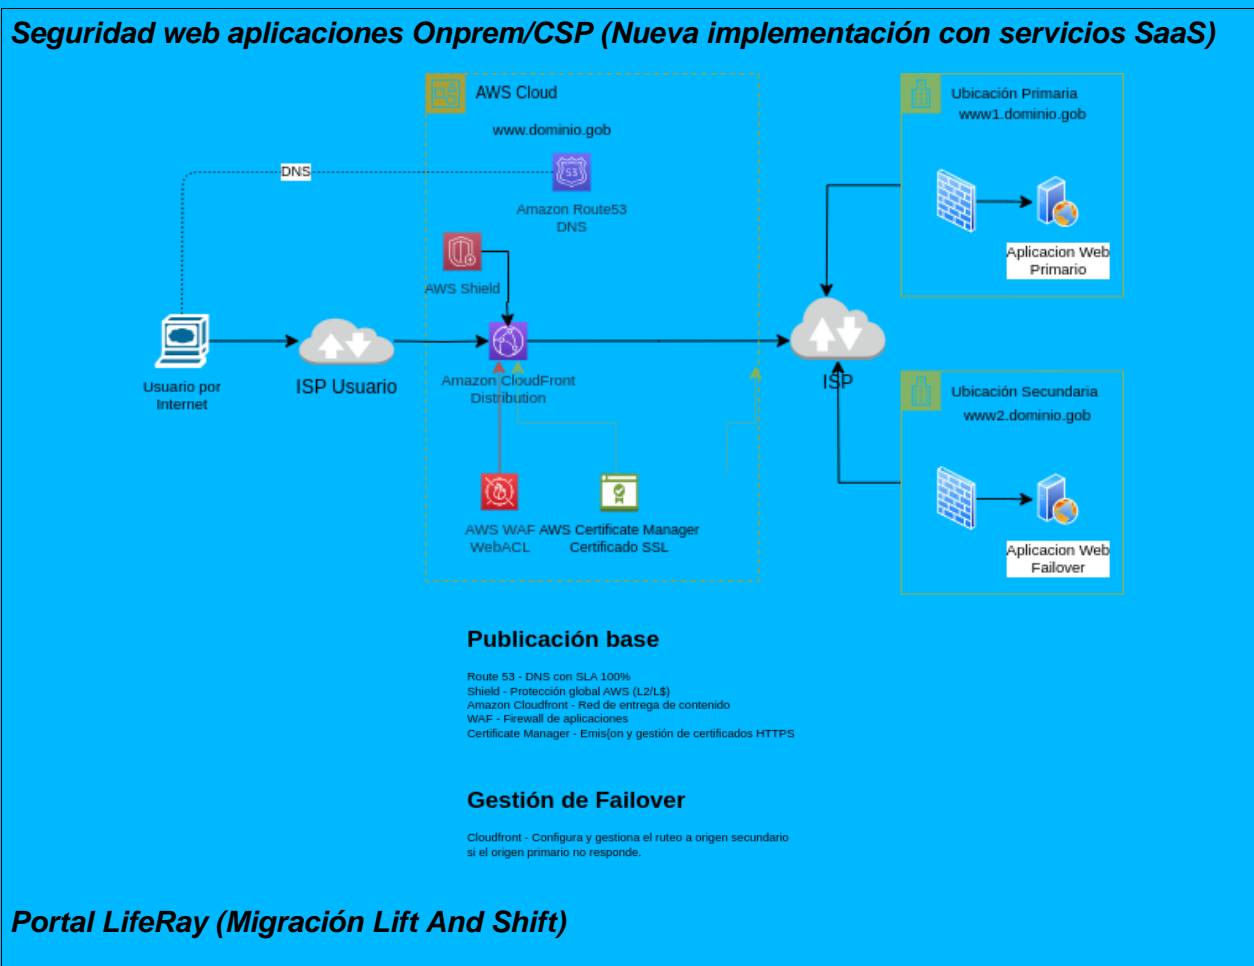 Seguridad web aplicaciones Onprem/CSP (Nueva implementación con servicios SaaS)
AWS Cloud
www.dominio.gob
DNS
53
Amazon Route53
DNS
AWS Shield
Usuario por
Internet
ISP Usuario
Amazon CloudFront
Distribution
AWS WAF
WebACL
AWS Certificate Manager
Certificado SSL
ISP
Ubicación Primaria
www1.dominio.gob
Aplicacion Web
Primario
Ubicación Secundaria
www2.dominio.gob
Aplicacion Web
Failover
Publicación base
Route 53 - DNS con SLA 100%
Shield - Protección global AWS (L2/L$)
Amazon Cloudfront - Red de entrega de contenido
WAF - Firewall de aplicaciones
Certificate Manager - Emis{on y gestión de certificados HTTPS
Gestión de Failover
Cloudfront - Configura y gestiona el ruteo a origen secundario
si el origen primario no responde.
Portal LifeRay (Migración Lift And Shift)